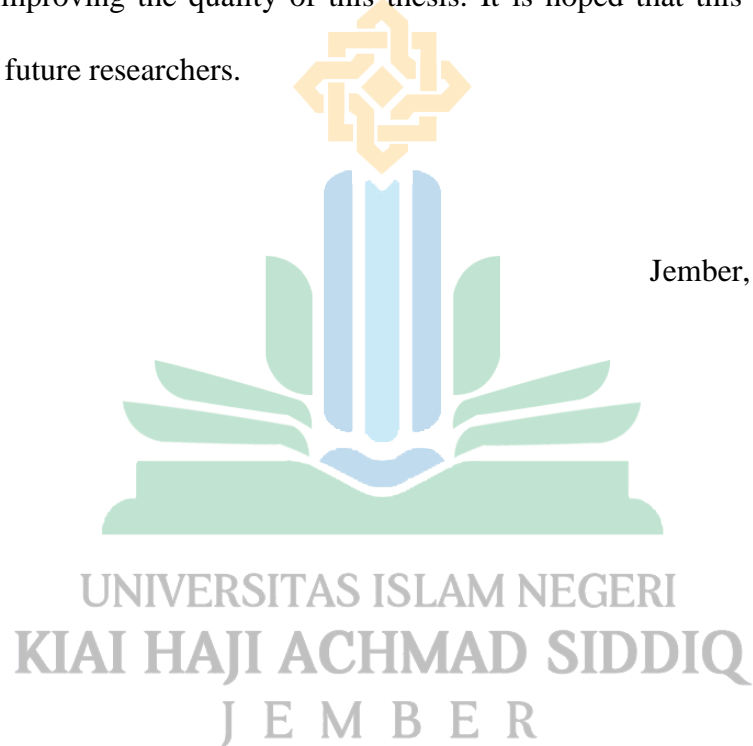 mproving the quality of this thesis. It is hoped that this
future researchers.
Jember,
UNIVERSITAS ISLAM NEGERI
KIAI HAJI ACHMAD SIDDIQ
J E M B E R